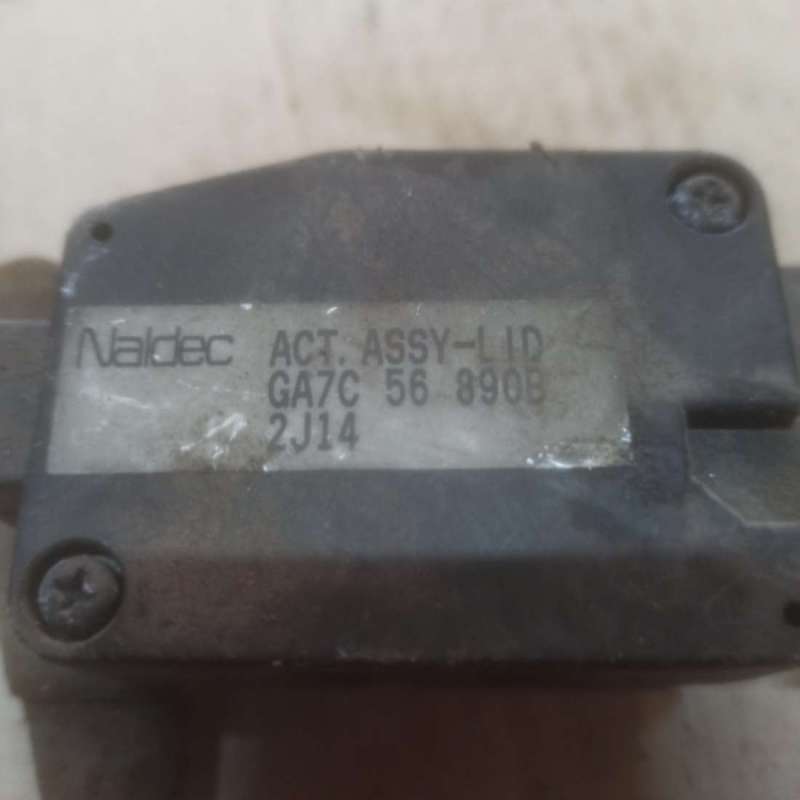 Naldec ACT. ASSY-LID
GA7C 56 890B
2J14